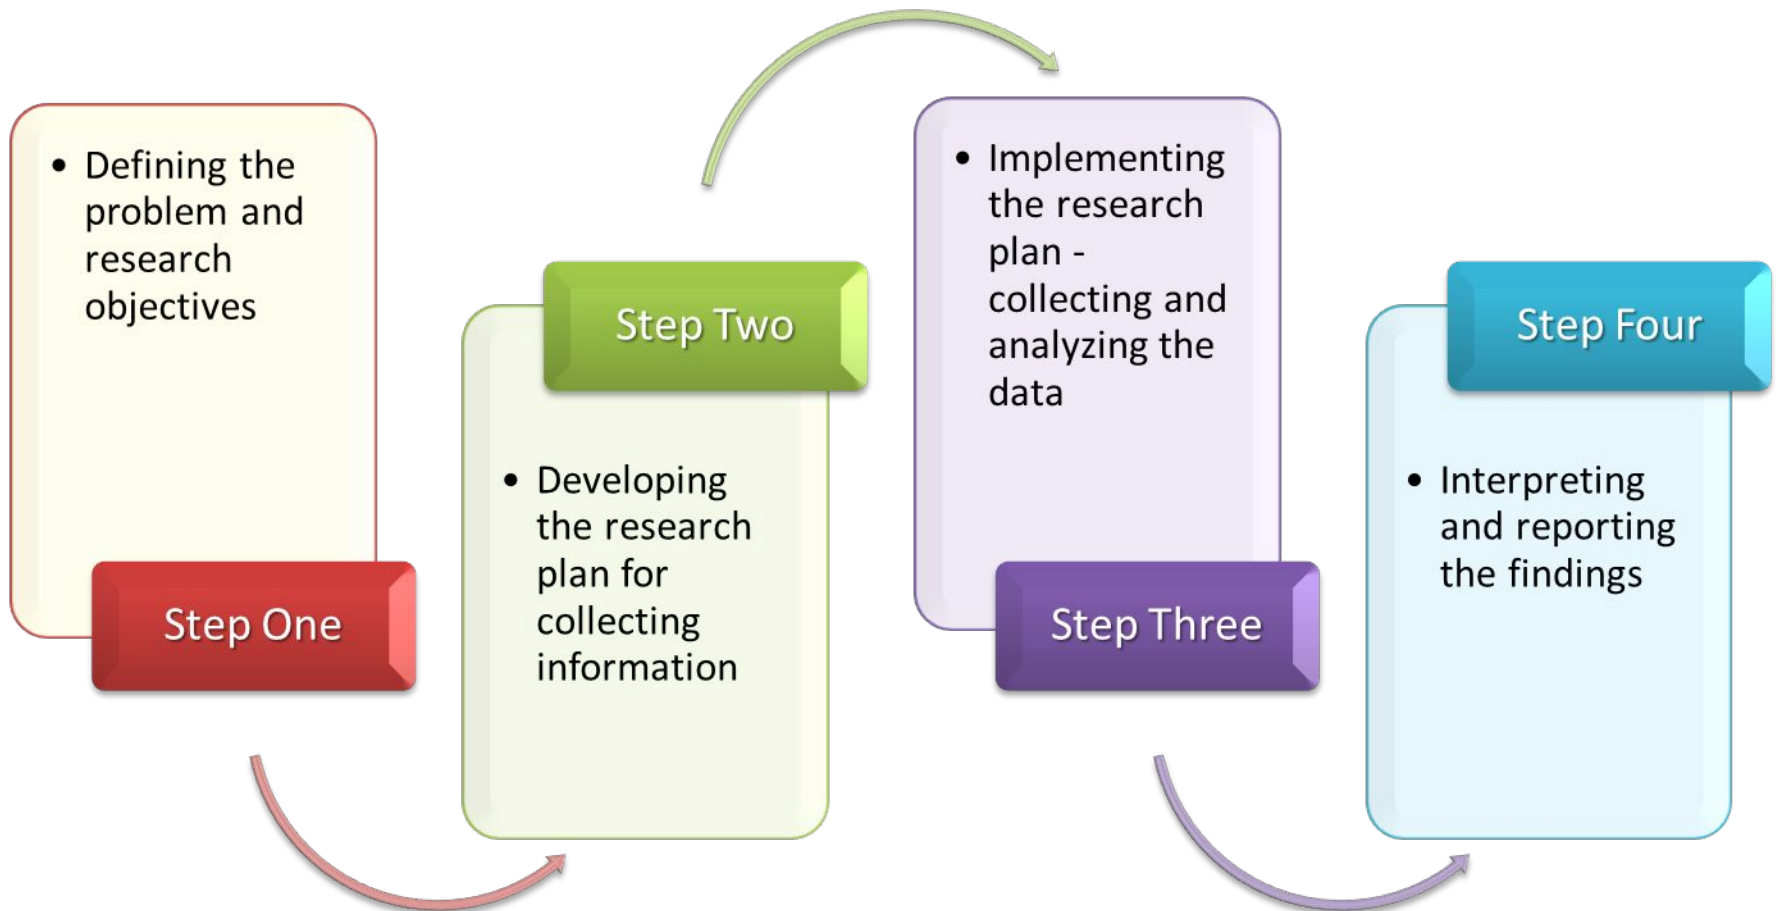 • Defining the
problem and
research
objectives
Step One
Step Two
• Developing
the research
plan for
collecting
information
• Implementing
the research
plan -
collecting and
analyzing the
data
Step Three
Step Four
• Interpreting
and reporting
the findings